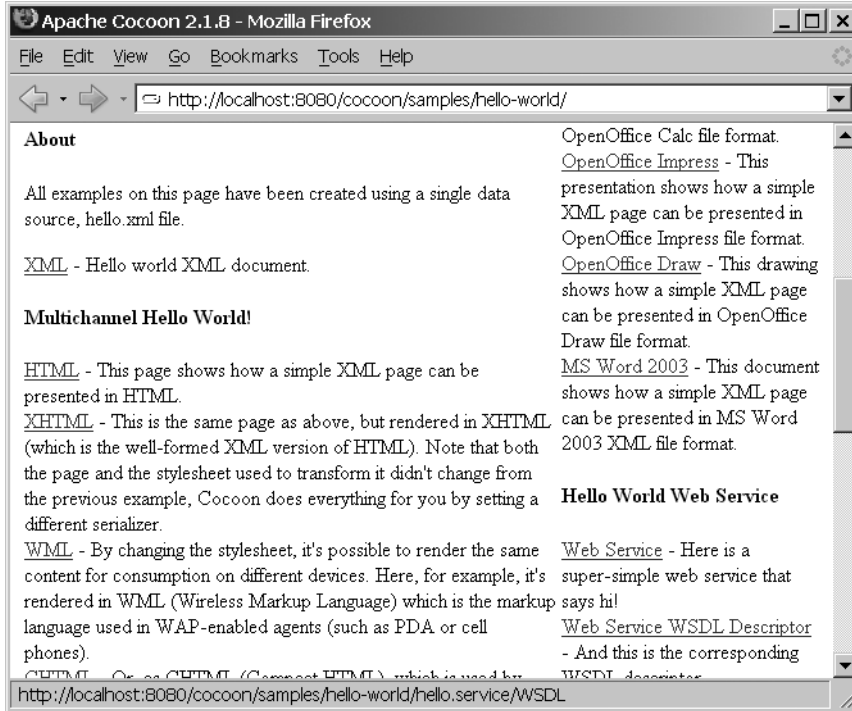 Apache Cocoon 2.1.8 - Mozilla Firefox
File Edit View Go Bookmarks Tools Help
http://localhost:8080/cocoon/samples/hello-world/
About
All examples on this page have been created using a single data
source, hello.xml file.
XML - Hello world XML document.
Multichannel Hello World!
HTML - This page shows how a simple XML page can be
presented in HTML.
XHTML - This is the same page as above, but rendered in XHTML
(which is the well-formed XML version of HTML). Note that both
the page and the stylesheet used to transform it didn't change from
the previous example, Cocoon does everything for you by setting a
different serializer.
WML - By changing the stylesheet, it's possible to render the same
content for consumption on different devices. Here, for example, it's
rendered in WML (Wireless Markup Language) which is the markup
language used in WAP-enabled agents (such as PDA or cell
phones).
CHTML - Or, as CHTML (Compact HTML), which is used by
OpenOffice Calc file format.
OpenOffice Impress - This
presentation shows how a simple
XML page can be presented in
OpenOffice Impress file format.
OpenOffice Draw - This drawing
shows how a simple XML page
can be presented in OpenOffice
Draw file format.
MS Word 2003 - This document
shows how a simple XML page
can be presented in MS Word
2003 XML file format.
Hello World Web Service
Web Service - Here is a
super-simple web service that
says hi!
Web Service WSDL Descriptor
- And this is the corresponding
WSDL descriptor
http://localhost:8080/cocoon/samples/hello-world/hello.service/WSDL